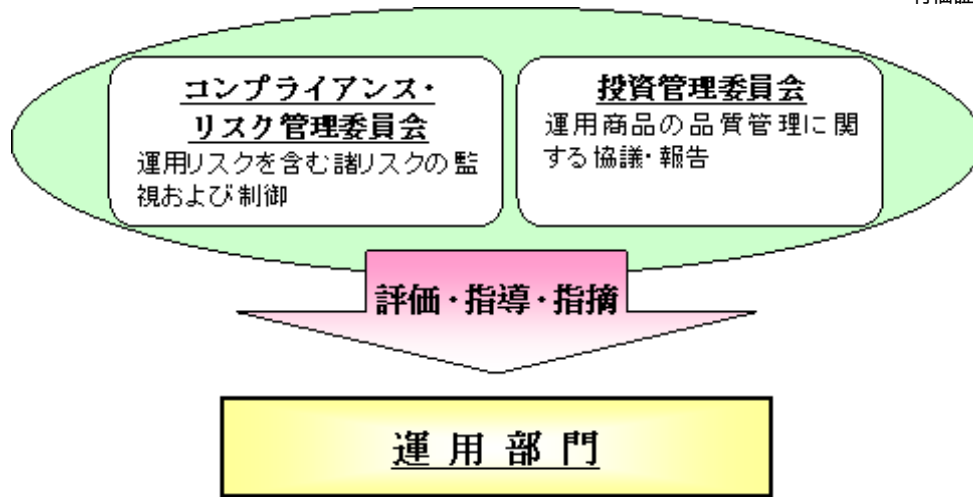 コンプライアンス・
リスク管理委員会
運用リスクを含む諸リスクの監
視および制御
投資管理委員会
運用商品の品質管理に関
する協議・報告
評価・指導・指摘
運用部門